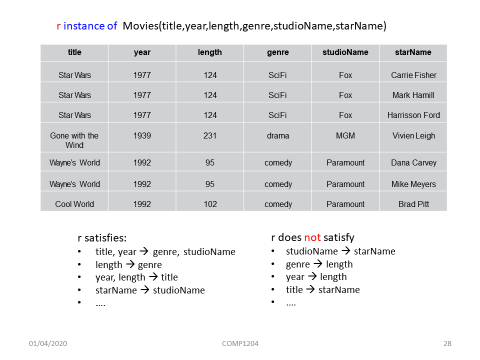 r instance of Movies(title,year,length,genre,studioName,starName)
title year length genre studioName starName
Star Wars 1977 124 SciFi Fox Carrie Fisher
Star Wars 1977 124 SciFi Fox Mark Hamill
Star Wars 1977 124 SciFi Fox Harrisson Ford
Gone with the Wind 1939 231 drama MGM Vivien Leigh
Wayne's World 1992 95 comedy Paramount Dana Carvey
Wayne's World 1992 95 comedy Paramount Mike Meyers
Cool World 1992 102 comedy Paramount Brad Pitt
r satisfies:
• title, year → genre, studioName
• length → genre
• year, length → title
• starName → studioName
• ....
r does not satisfy
• studioName → starName
• genre → length
• year → length
• title → starName
• ....
01/04/2020 COMP1204 28